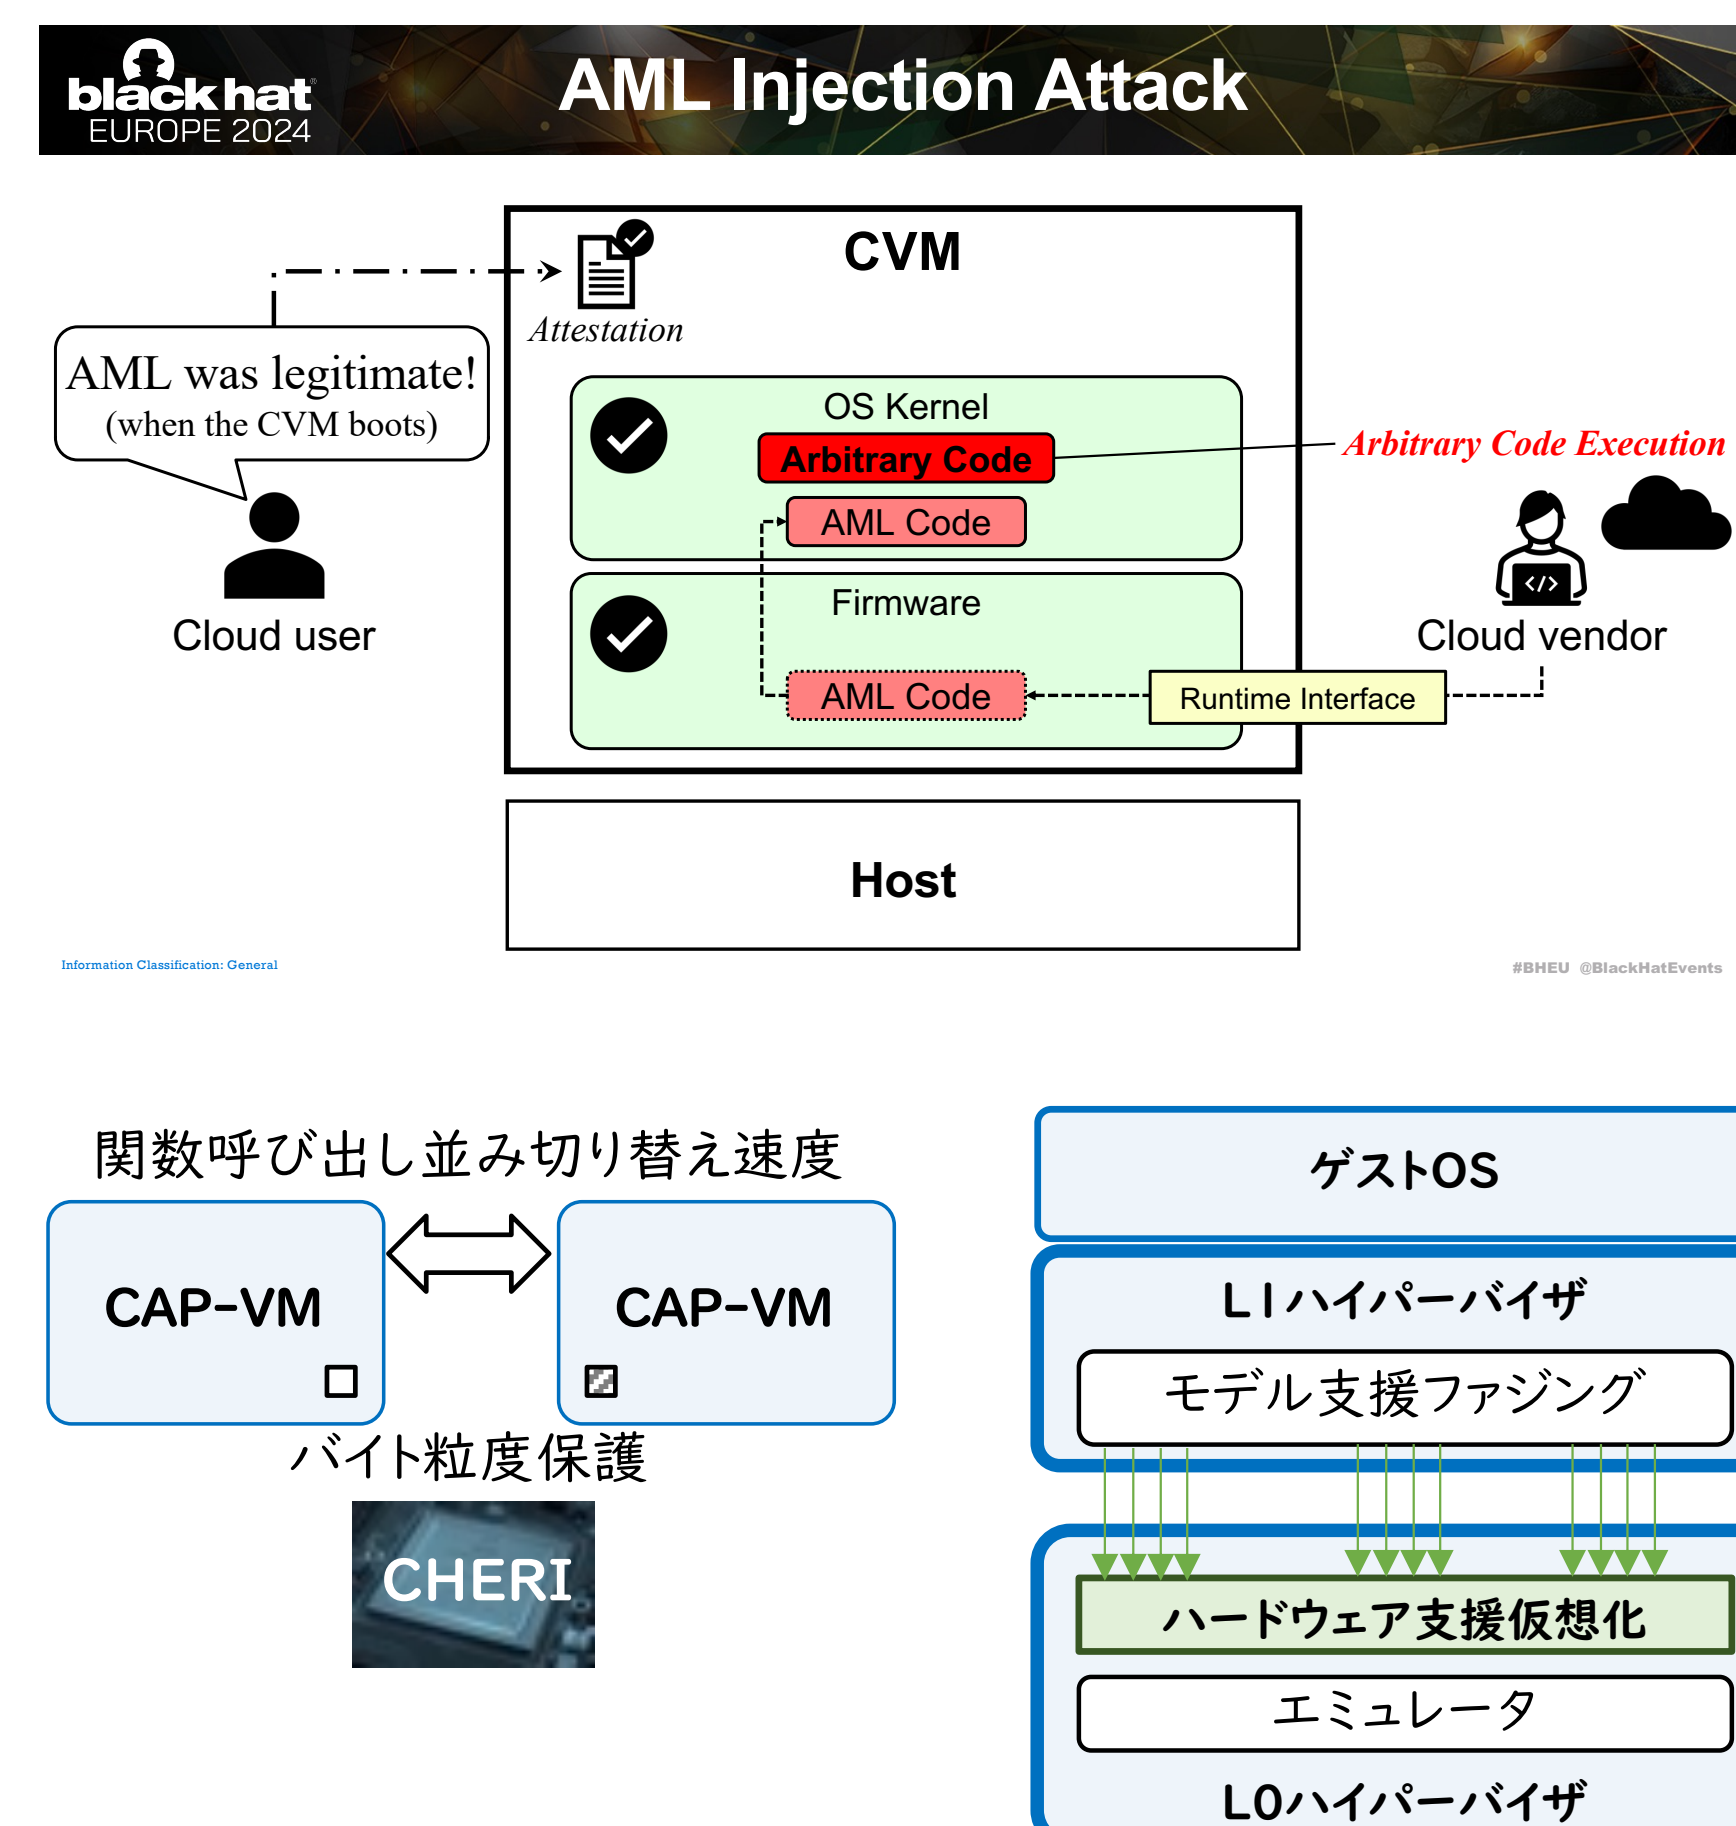 black hat®
EUROPE 2024
AML Injection Attack
CVM
Attestation
AML was legitimate!
(when the CVM boots)
Cloud user
OS Kernel
Arbitrary Code
AML Code
Arbitrary Code Execution
</>
Cloud vendor
Firmware
AML Code
Runtime Interface
Host
Information Classification: General
#BHEU @BlackHatEvents
関数呼び出し並み切り替え速度
CAP-VM
CAP-VM
バイト粒度保護
CHERI
ゲストOS
L1ハイパーバイザ
モデル支援ファジング
ハードウェア支援仮想化
エミュレータ
L0ハイパーバイザ